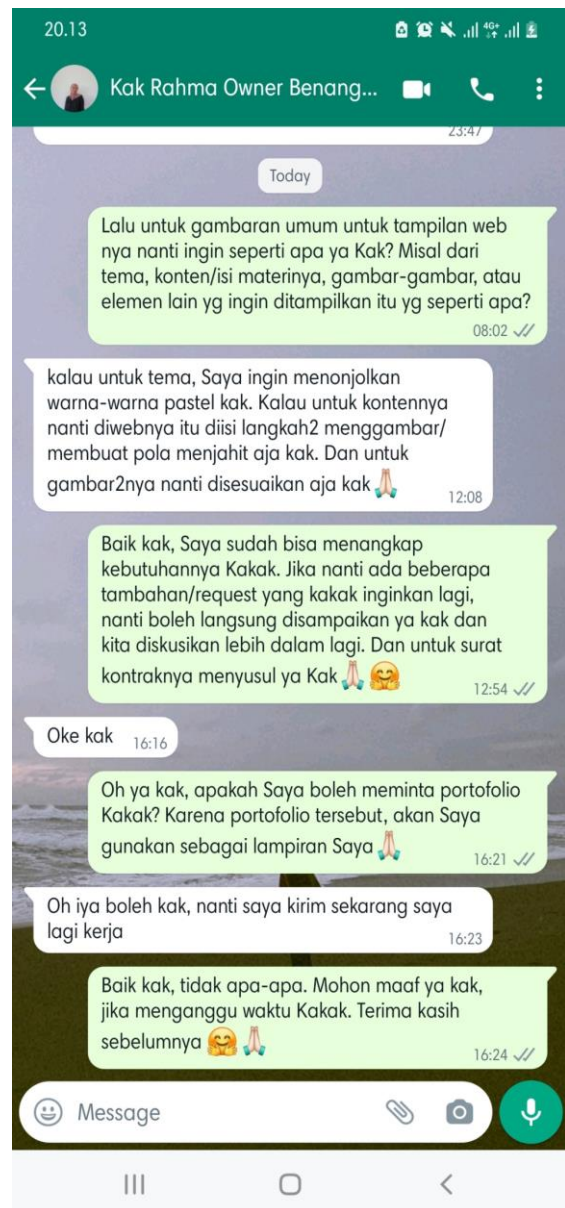 20.13
4G+
Kak Rahma Owner Benang...
23:47
Today
Lalu untuk gambaran umum untuk tampilan web
nya nanti ingin seperti apa ya Kak? Misal dari
tema, konten/isi materinya, gambar-gambar, atau
elemen lain yg ingin ditampilkan itu yg seperti apa?
08:02
kalau untuk tema, Saya ingin menonjolkan
warna-warna pastel kak. Kalau untuk kontennya
nanti diwebnya itu diisi langkah2 menggambar/
membuat pola menjahit aja kak. Dan untuk
gambar2nya nanti disesuaikan aja kak 🙏🏻
12:08
Baik kak, Saya sudah bisa menangkap
kebutuhannya Kakak. Jika nanti ada beberapa
tambahan/request yang kakak inginkan lagi,
nanti boleh langsung disampaikan ya kak dan
kita diskusikan lebih dalam lagi. Dan untuk surat
kontraknya menyusul ya Kak 🙏🏻 🤗
12:54
Oke kak 16:16
Oh ya kak, apakah Saya boleh meminta portofolio
Kakak? Karena portofolio tersebut, akan Saya
gunakan sebagai lampiran Saya 🙏🏻
16:21
Oh iya boleh kak, nanti saya kirim sekarang saya
lagi kerja
16:23
Baik kak, tidak apa-apa. Mohon maaf ya kak,
jika menganggu waktu Kakak. Terima kasih
sebelumnya 🤗 🙏🏻
16:24
Message